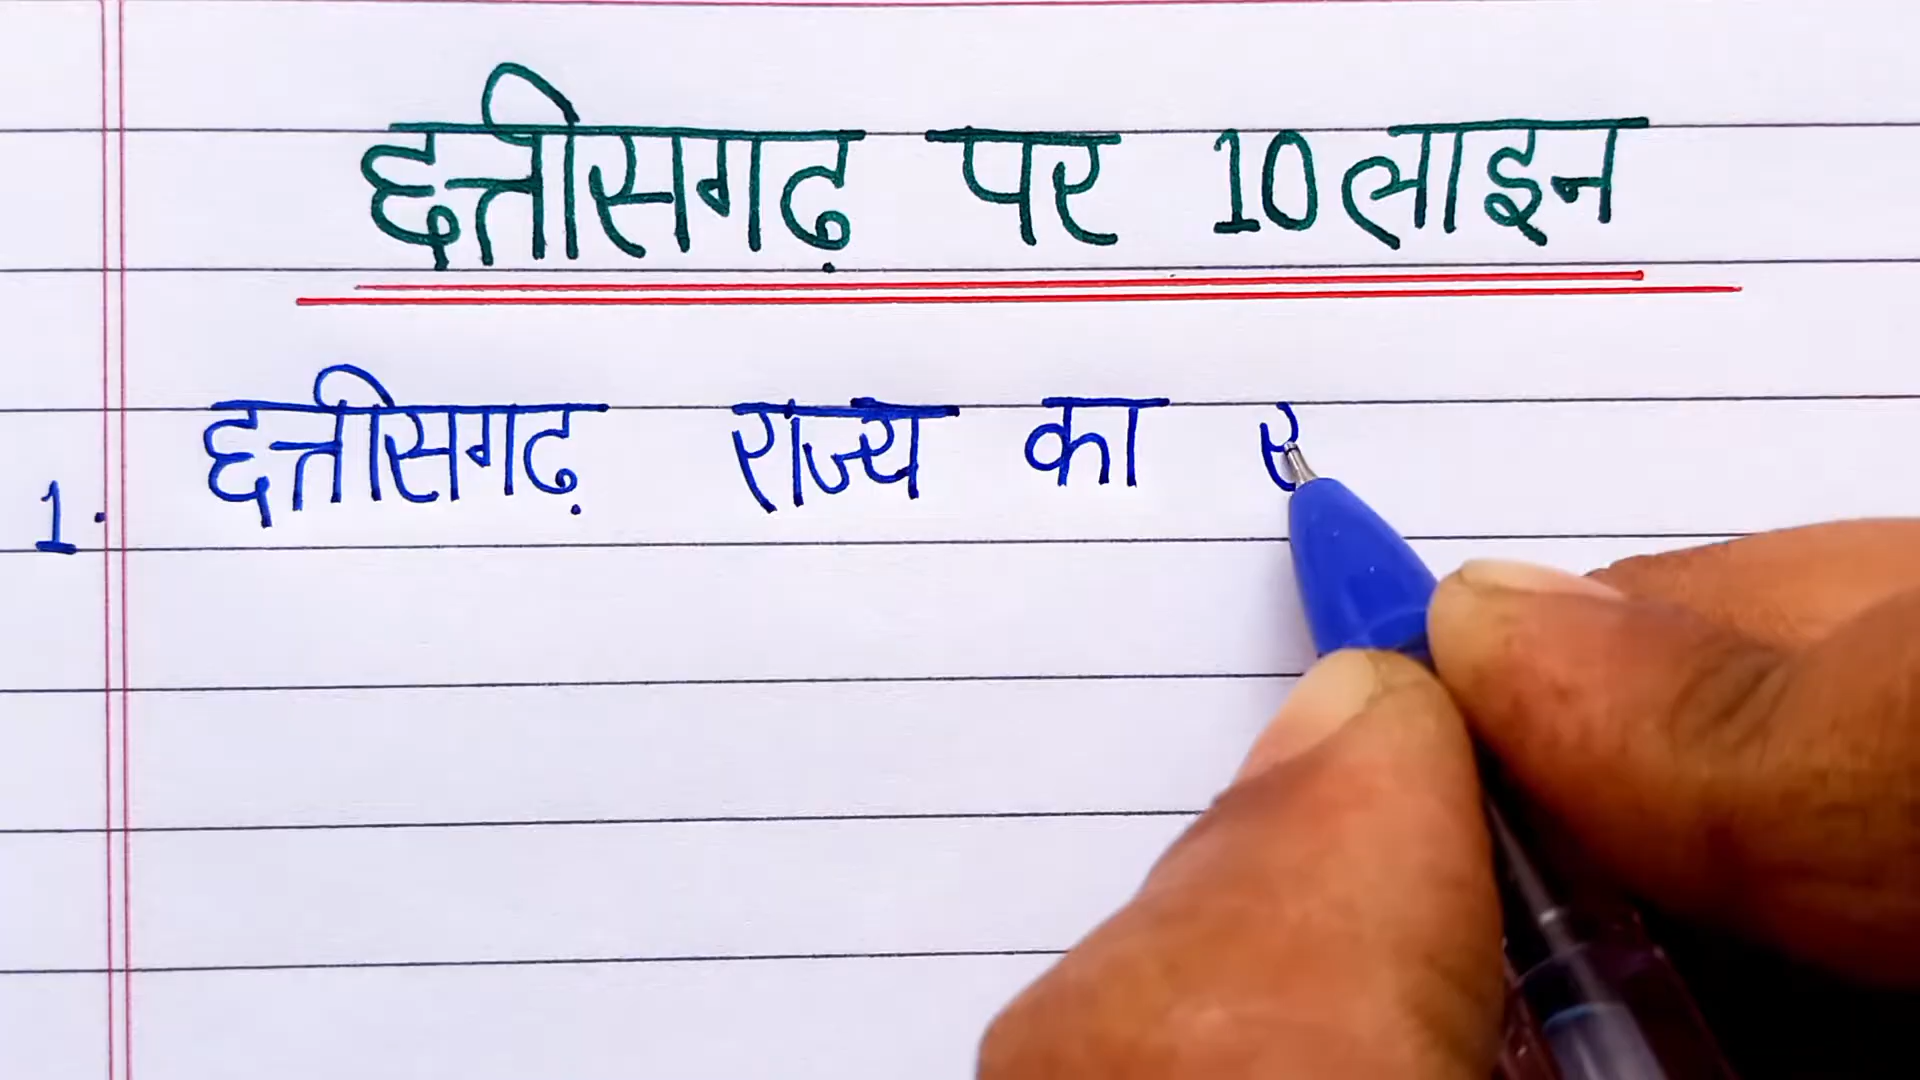 छत्तीसगढ़ पर 10 लाइन
1. छत्तीसगढ़ राज्य का